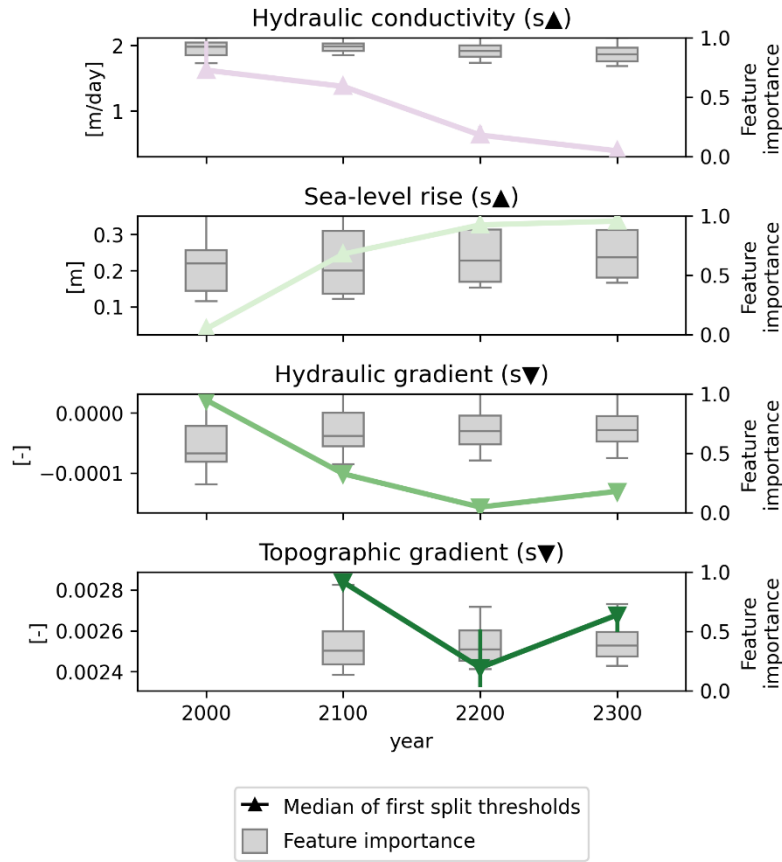 Hydraulic conductivity (s▲)
2
1
[m/day]
1.0
0.5
0.0
Feature
importance
Sea-level rise (s▲)
0.3
0.2
0.1
[m]
1.0
0.5
0.0
Feature
importance
Hydraulic gradient (s▼)
0.0000
−0.0001
[-]
1.0
0.5
0.0
Feature
importance
Topographic gradient (s▼)
0.0028
0.0026
0.0024
[-]
1.0
0.5
0.0
Feature
importance
2000 2100 2200 2300
year
Median of first split thresholds
Feature importance